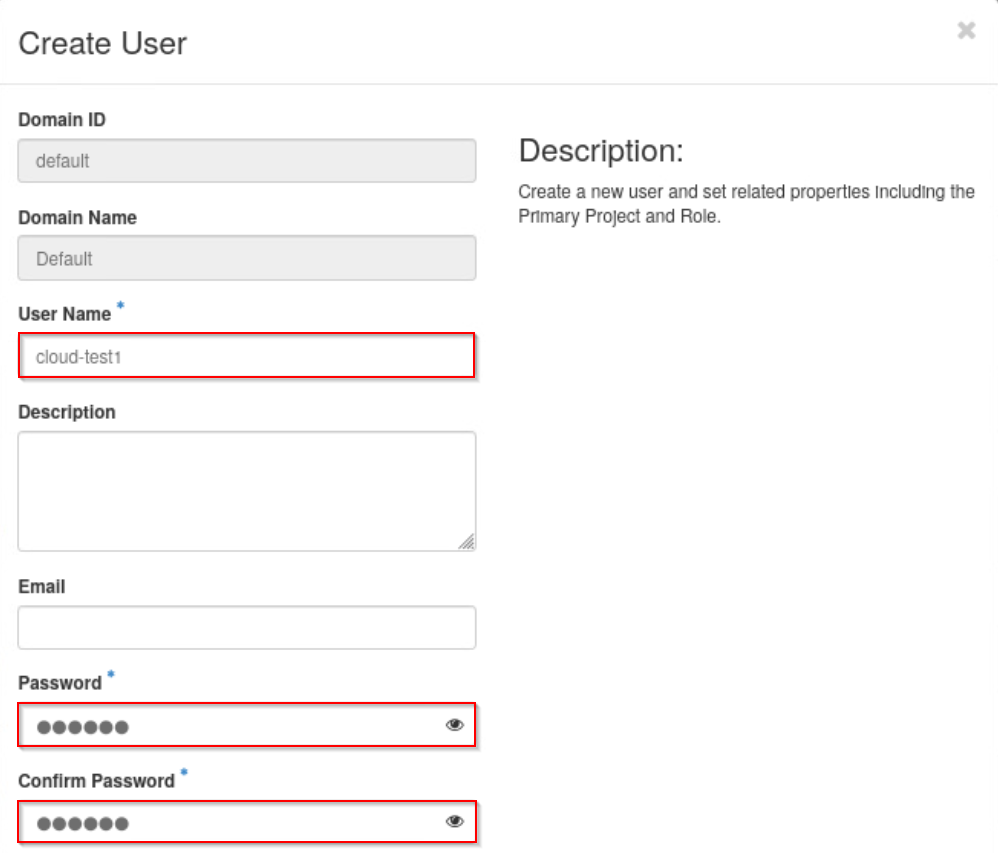 Create User
Domain ID
default
Domain Name
Default
User Name *
cloud-test1
Description
Email
Password *
●●●●●●
Confirm Password *
●●●●●●
Description:
Create a new user and set related properties including the
Primary Project and Role.